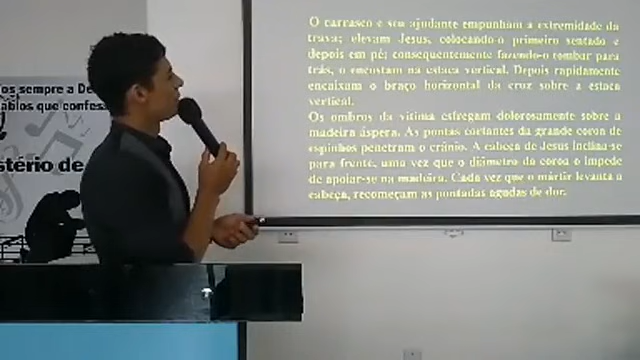 os sempre a De
ábios que confess
stério de
O carrasco e seu ajudante empunham a extremidade da
trava; elevam Jesus, colocando-o primeiro sentado e
depois em pé; consequentemente fazendo-o tombar para
trás, o encostam na estaca vertical. Depois rapidamente
encaixam o braço horizontal da cruz sobre a estaca
vertical.
Os ombros da vítima esfregam dolorosamente sobre a
madeira áspera. As pontas cortantes da grande coroa de
espinhos penetram o crânio. A cabeça de Jesus inclina-se
para frente, uma vez que o diâmetro da coroa o impede
de apoiar-se na madeira. Cada vez que o mártir levanta a
cabeça, recomeçam as pontadas agudas de dor.